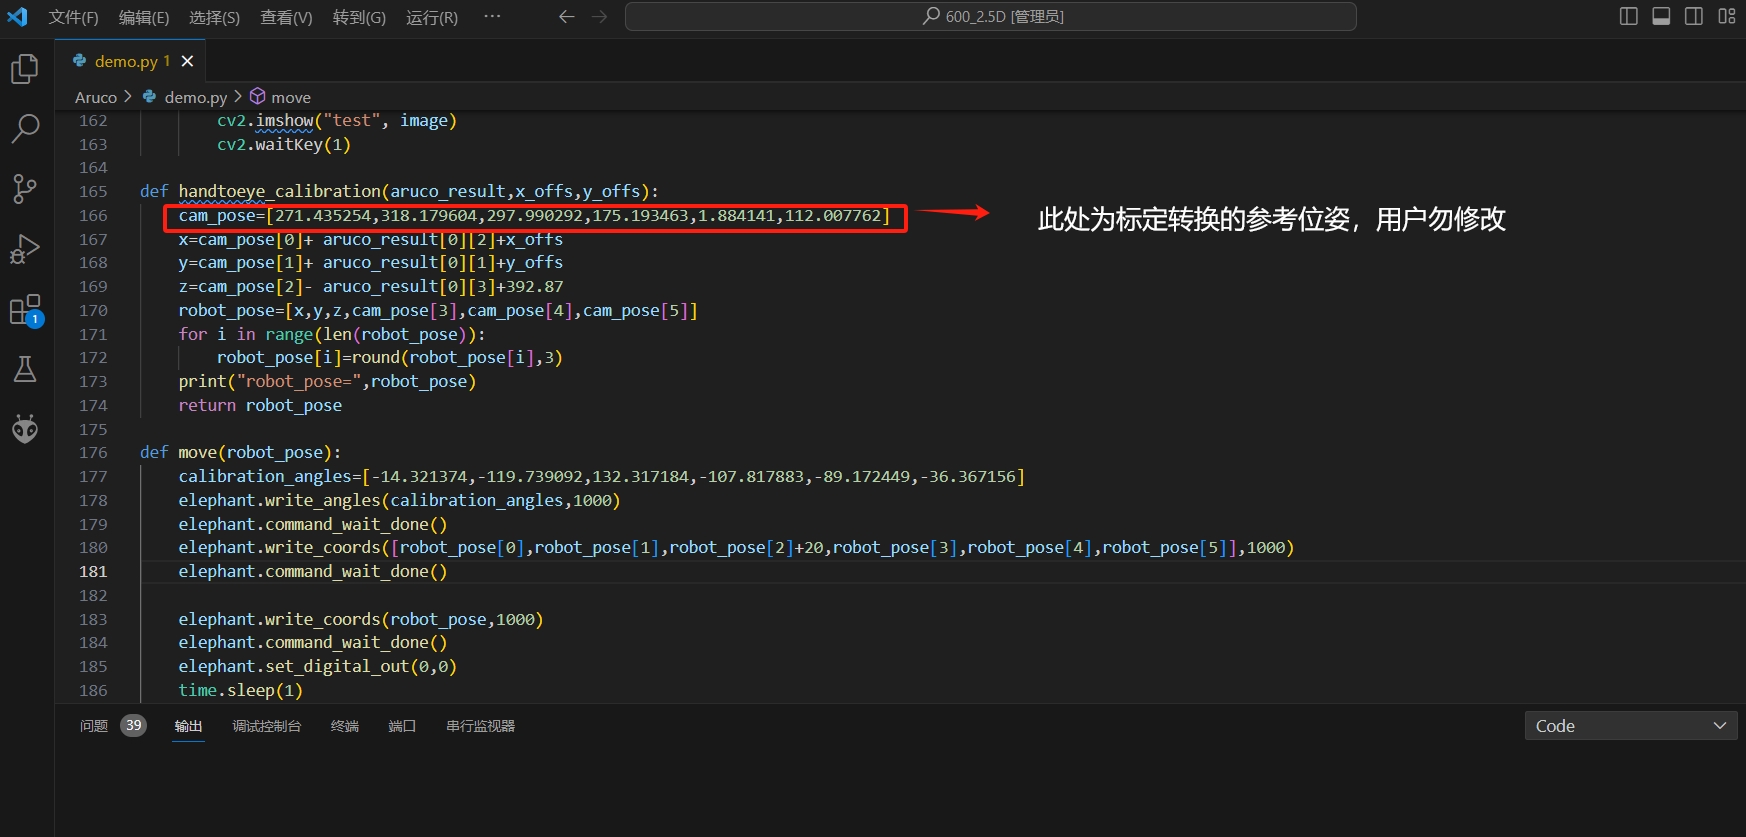 文件(F) 编辑(E) 选择(S) 查看(V) 转到(G) 运行(R) ··· 600_2.5D [管理员]
demo.py 1
Aruco > demo.py > move
162 cv2.imshow("test", image)
163 cv2.waitKey(1)
164
165 def handtoeye_calibration(aruco_result,x_offs,y_offs):
166 cam_pose=[271.435254,318.179604,297.990292,175.193463,1.884141,112.007762] 此处为标定转换的参考位姿，用户勿修改
167 x=cam_pose[0]+ aruco_result[0][2]+x_offs
168 y=cam_pose[1]+ aruco_result[0][1]+y_offs
169 z=cam_pose[2]- aruco_result[0][3]+392.87
170 robot_pose=[x,y,z,cam_pose[3],cam_pose[4],cam_pose[5]]
171 for i in range(len(robot_pose)):
172 robot_pose[i]=round(robot_pose[i],3)
173 print("robot_pose=",robot_pose)
174 return robot_pose
175
176 def move(robot_pose):
177 calibration_angles=[-14.321374,-119.739092,132.317184,-107.817883,-89.172449,-36.367156]
178 elephant.write_angles(calibration_angles,1000)
179 elephant.command_wait_done()
180 elephant.write_coords([robot_pose[0],robot_pose[1],robot_pose[2]+20,robot_pose[3],robot_pose[4],robot_pose[5]],1000)
181 elephant.command_wait_done()
182
183 elephant.write_coords(robot_pose,1000)
184 elephant.command_wait_done()
185 elephant.set_digital_out(0,0)
186 time.sleep(1)
1
问题 39 输出 调试控制台 终端 端口 串行监视器 Code